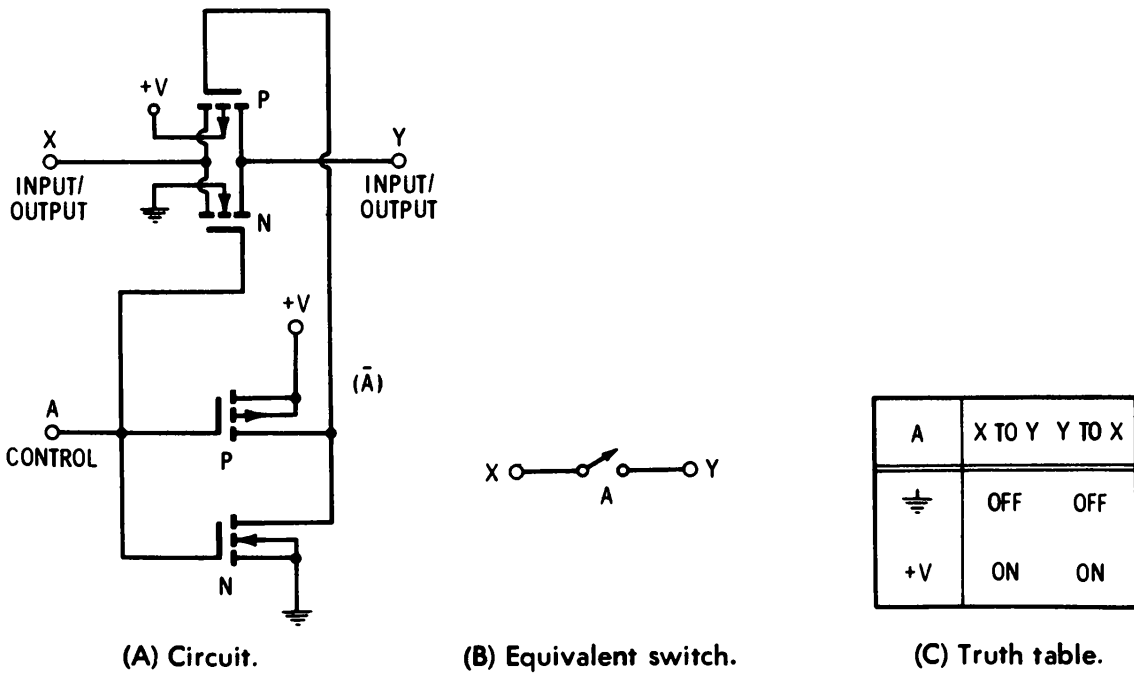 +V
P
X
Y
INPUT/
OUTPUT
INPUT/
OUTPUT
N
+V
(Ā)
A
CONTROL
P
N
X
A
Y
A X TO Y Y TO X
OFF OFF
+V ON ON
(A) Circuit.
(B) Equivalent switch.
(C) Truth table.